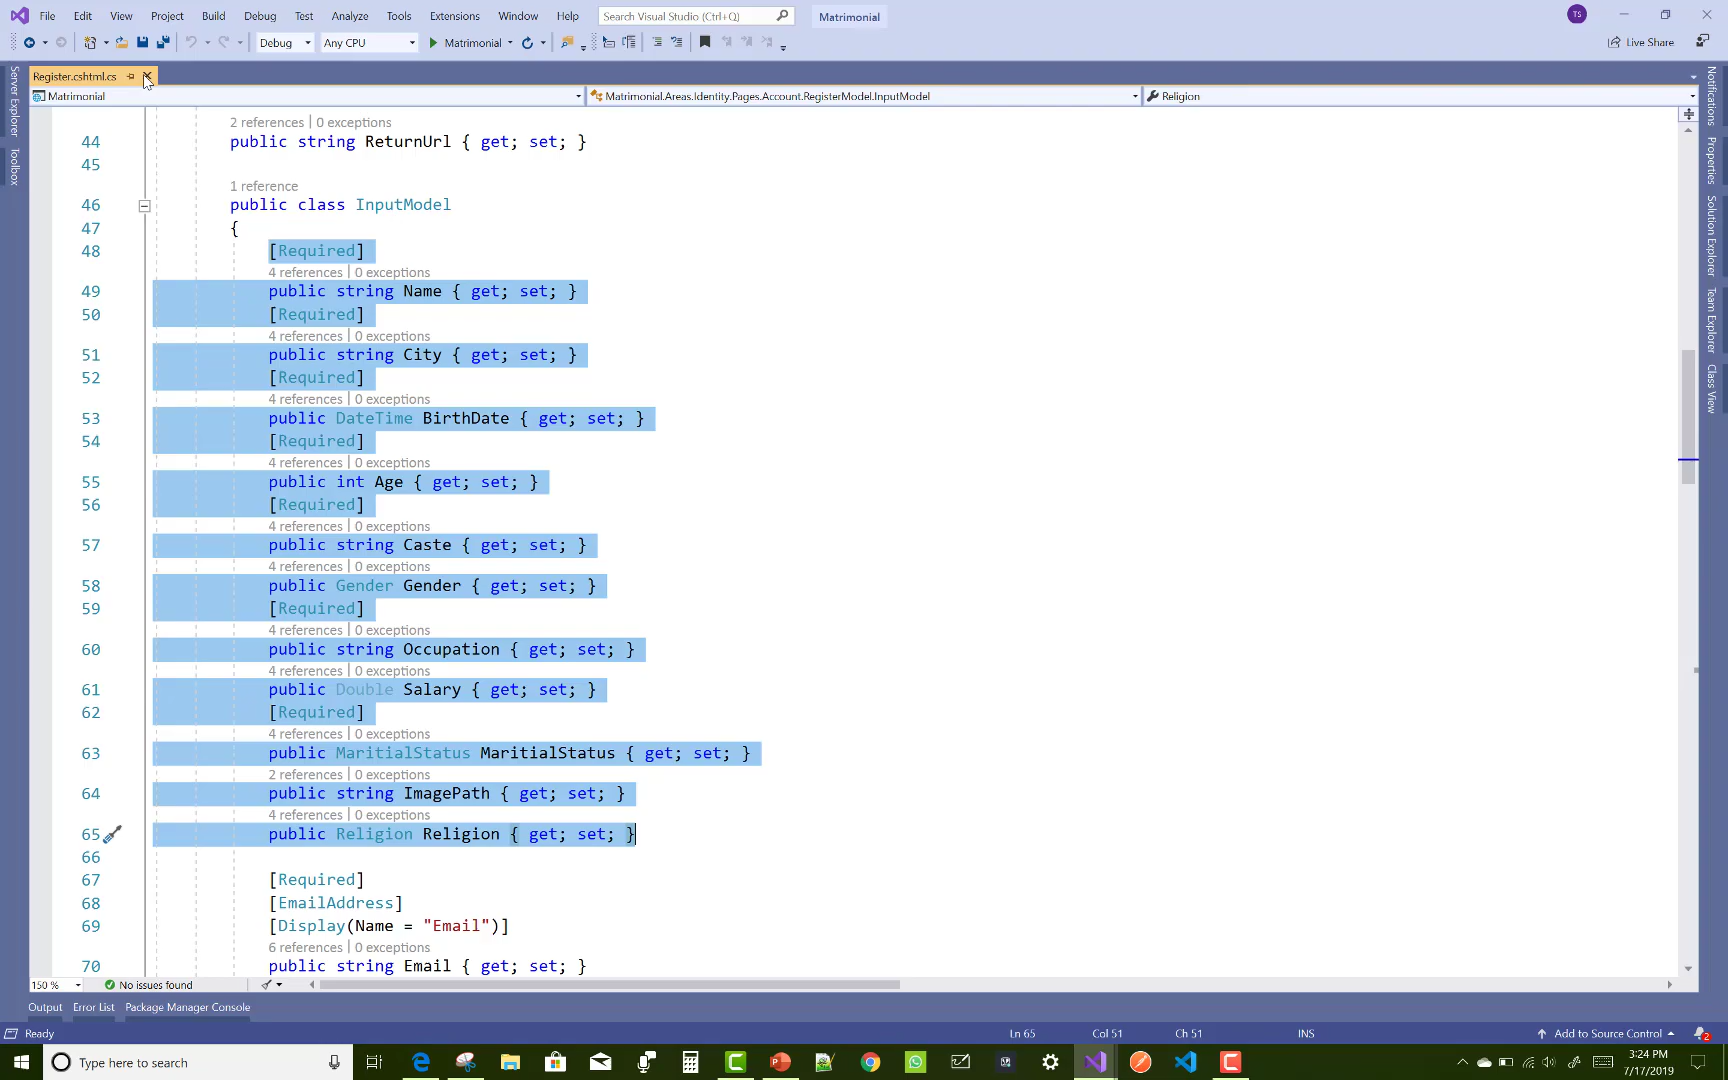 File Edit View Project Build Debug Test Analyze Tools Extensions Window Help Search Visual Studio (Ctrl+Q) Matrimonial TS
Debug Any CPU Matrimonial Live Share
Register.cshtml.cs
Matrimonial Matrimonial.Areas.Identity.Pages.Account.RegisterModel.InputModel Religion
Server Explorer
Toolbox
Notifications
Properties
Solution Explorer
Team Explorer
Class View
2 references | 0 exceptions
44 public string ReturnUrl { get; set; }
45
1 reference
46 public class InputModel
47 {
48 [Required]
4 references | 0 exceptions
49 public string Name { get; set; }
50 [Required]
4 references | 0 exceptions
51 public string City { get; set; }
52 [Required]
4 references | 0 exceptions
53 public DateTime BirthDate { get; set; }
54 [Required]
4 references | 0 exceptions
55 public int Age { get; set; }
56 [Required]
4 references | 0 exceptions
57 public string Caste { get; set; }
4 references | 0 exceptions
58 public Gender Gender { get; set; }
59 [Required]
4 references | 0 exceptions
60 public string Occupation { get; set; }
4 references | 0 exceptions
61 public Double Salary { get; set; }
62 [Required]
4 references | 0 exceptions
63 public MaritialStatus MaritialStatus { get; set; }
2 references | 0 exceptions
64 public string ImagePath { get; set; }
4 references | 0 exceptions
65 public Religion Religion { get; set; }
66
67 [Required]
68 [EmailAddress]
69 [Display(Name = "Email")]
6 references | 0 exceptions
70 public string Email { get; set; }
150 % No issues found
Output Error List Package Manager Console
Ready Ln 65 Col 51 Ch 51 INS Add to Source Control 2
Type here to search 3:24 PM
7/17/2019